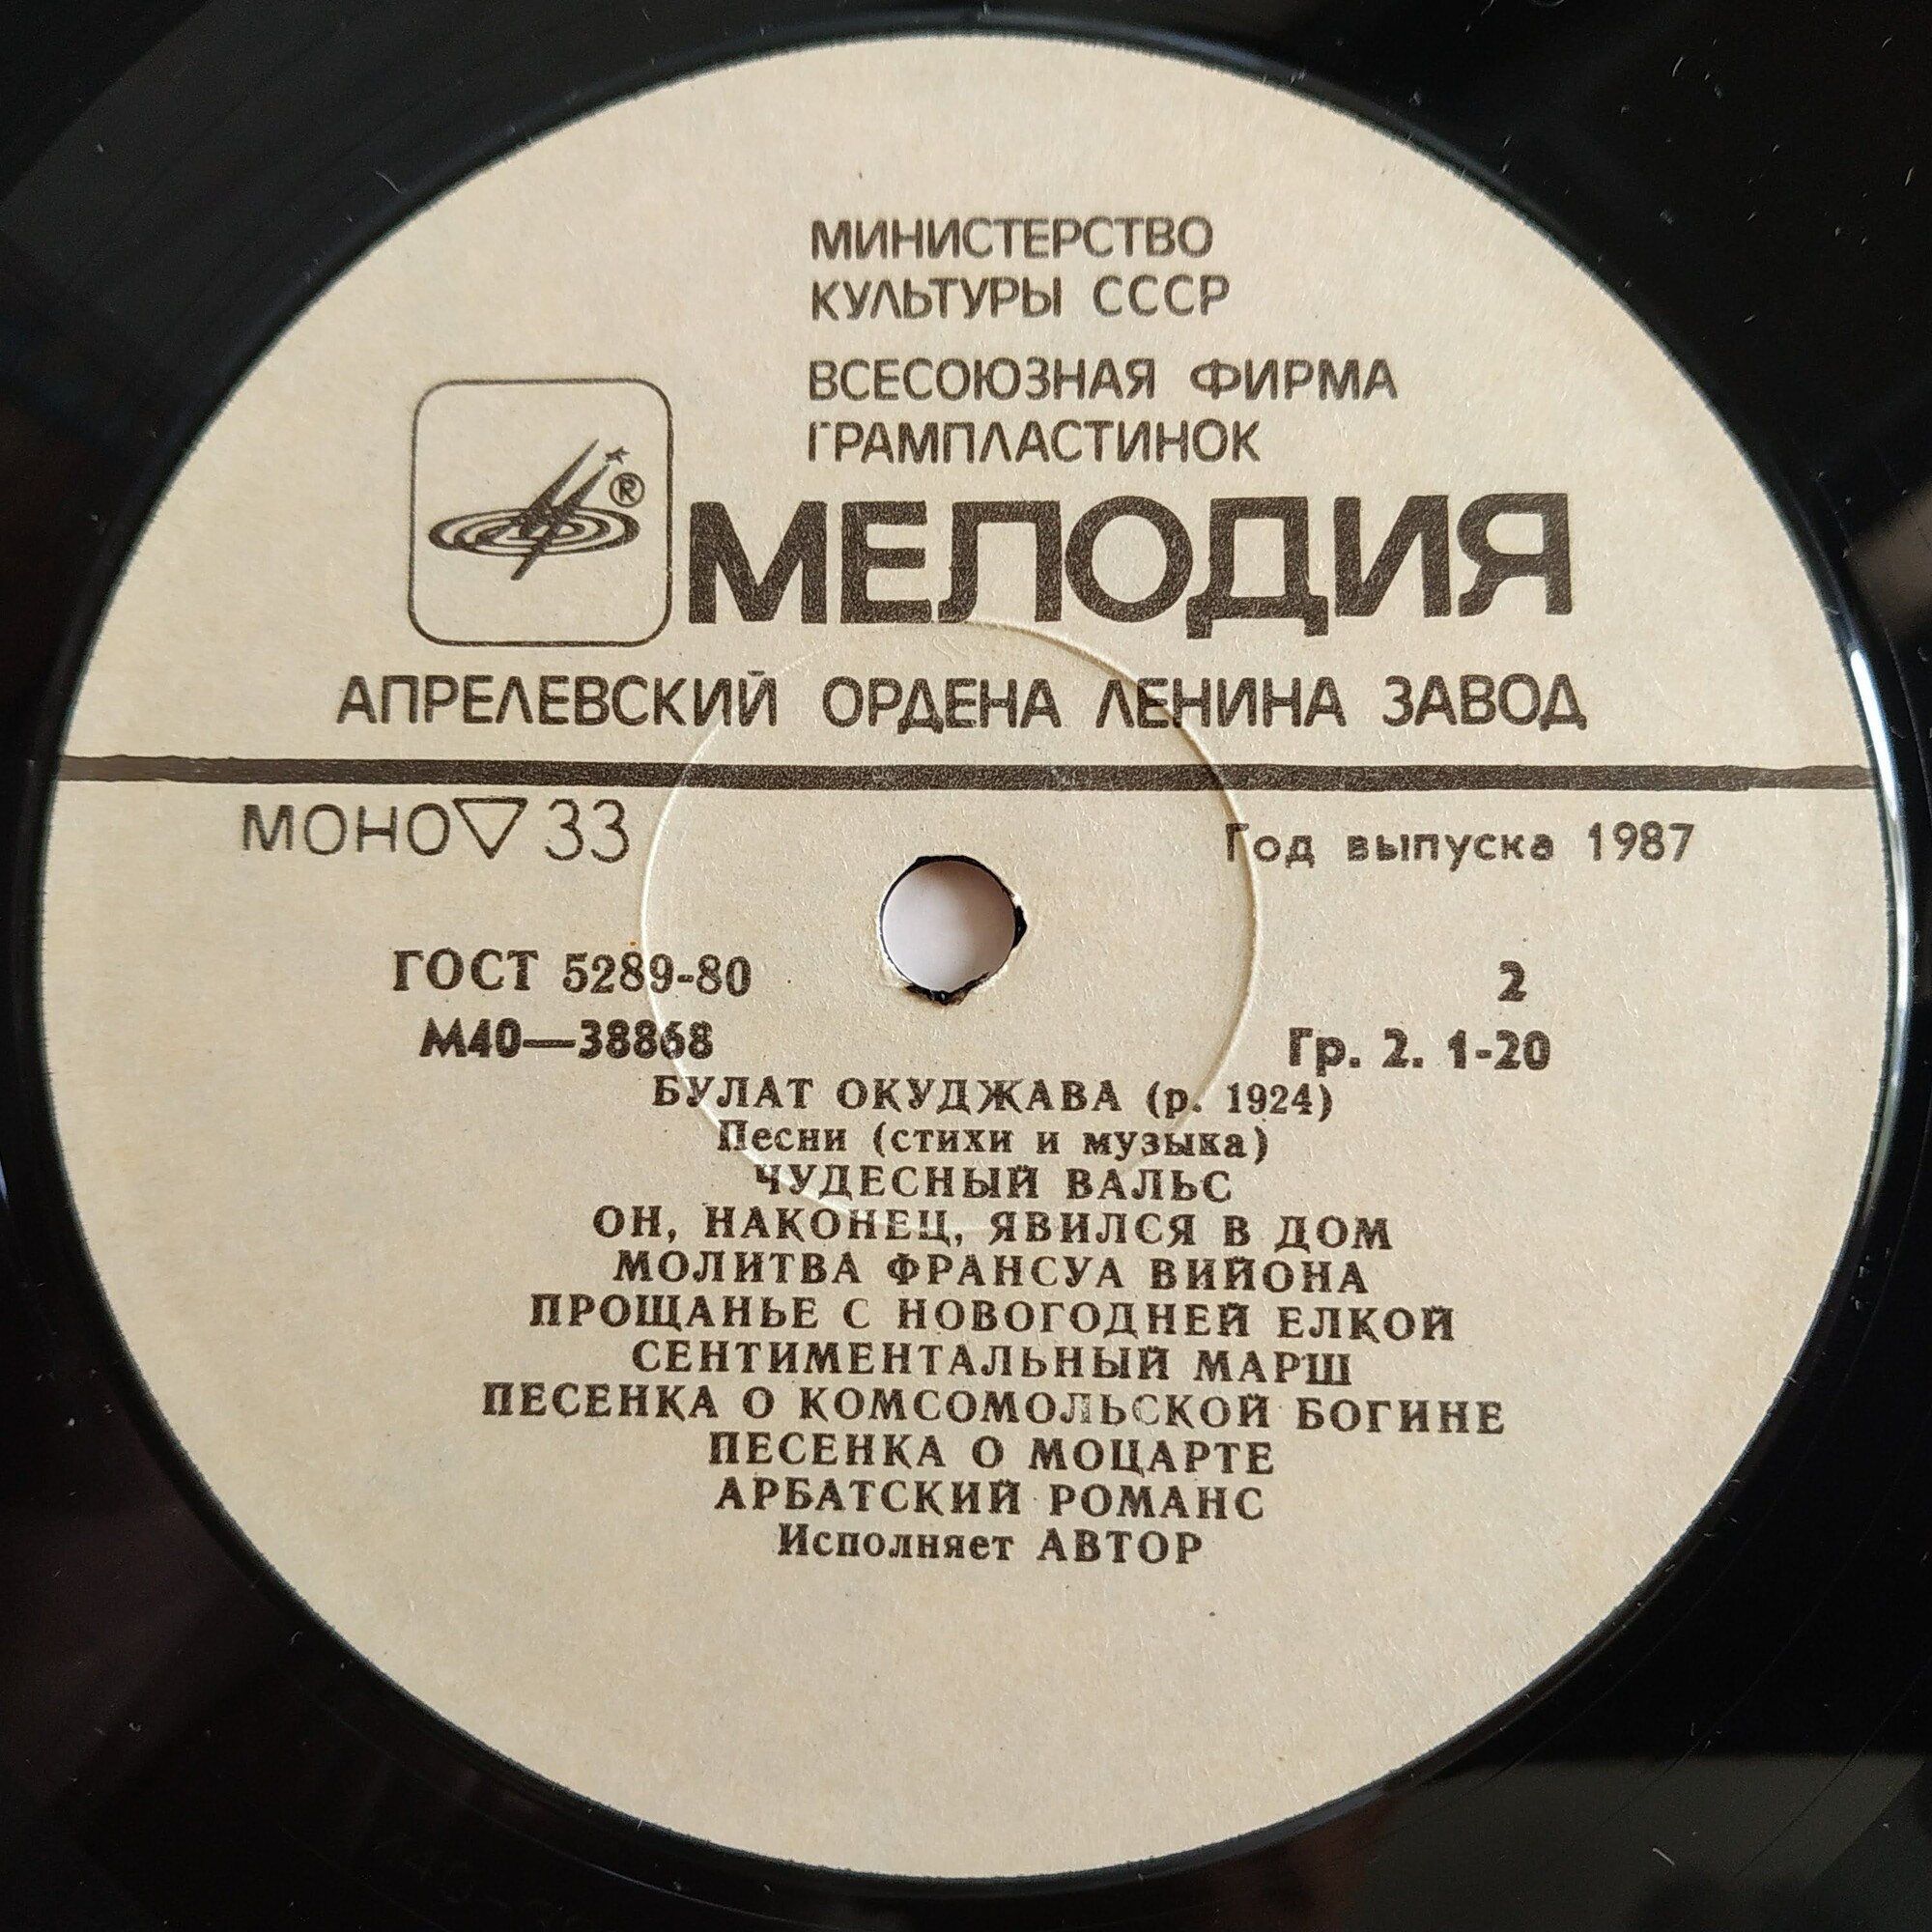 МИНИСТЕРСТВО
КУЛЬТУРЫ СССР
ВСЕСОЮЗНАЯ ФИРМА
ГРАМПЛАСТИНОК
®
МЕЛОДИЯ
АПРЕЛЕВСКИЙ ОРДЕНА ЛЕНИНА ЗАВОД
МОНО ▽ 33 Год выпуска 1987
ГОСТ 5289-80 2
М40—38868 Гр. 2. 1-20
БУЛАТ ОКУДЖАВА (р. 1924)
Песни (стихи и музыка)
ЧУДЕСНЫЙ ВАЛЬС
ОН, НАКОНЕЦ, ЯВИЛСЯ В ДОМ
МОЛИТВА ФРАНСУА ВИЙОНА
ПРОЩАНЬЕ С НОВОГОДНЕЙ ЕЛКОЙ
СЕНТИМЕНТАЛЬНЫЙ МАРШ
ПЕСЕНКА О КОМСОМОЛЬСКОЙ БОГИНЕ
ПЕСЕНКА О МОЦАРТЕ
АРБАТСКИЙ РОМАНС
Исполняет АВТОР